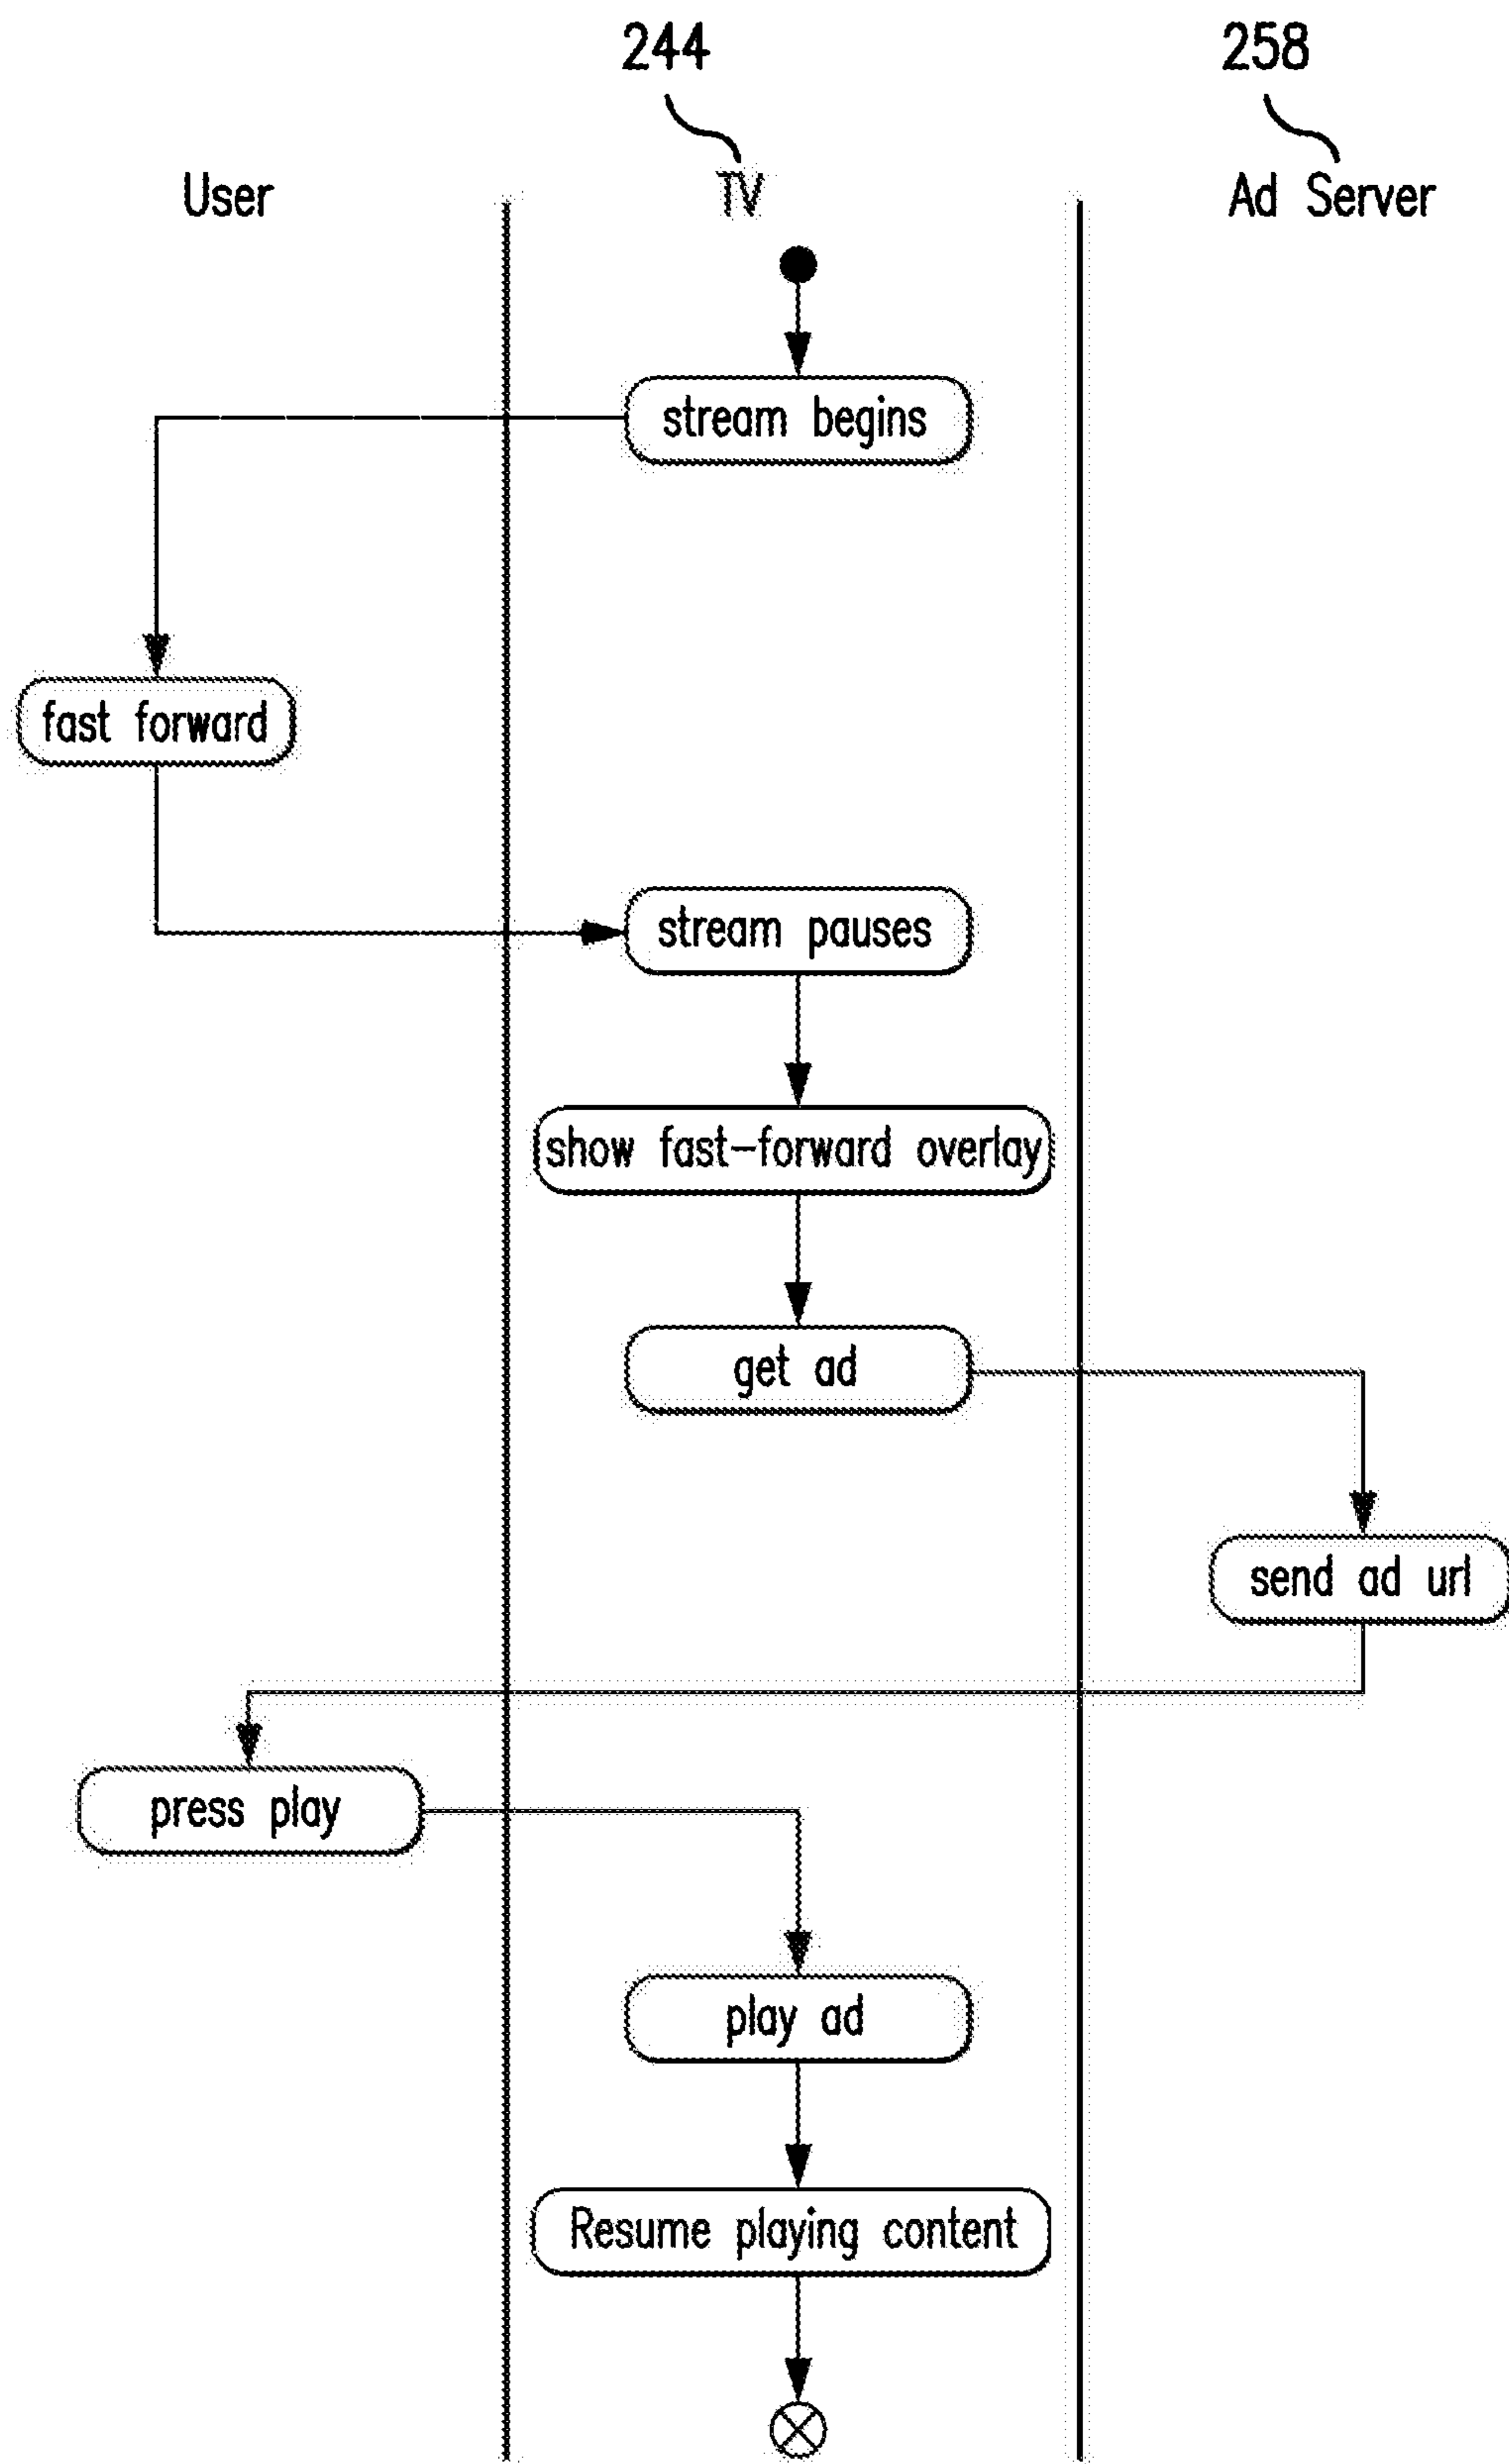 244
258
User
TV
Ad Server
stream begins
fast forward
stream pauses
show fast-forward overlay
get ad
send ad url
press play
play ad
Resume playing content